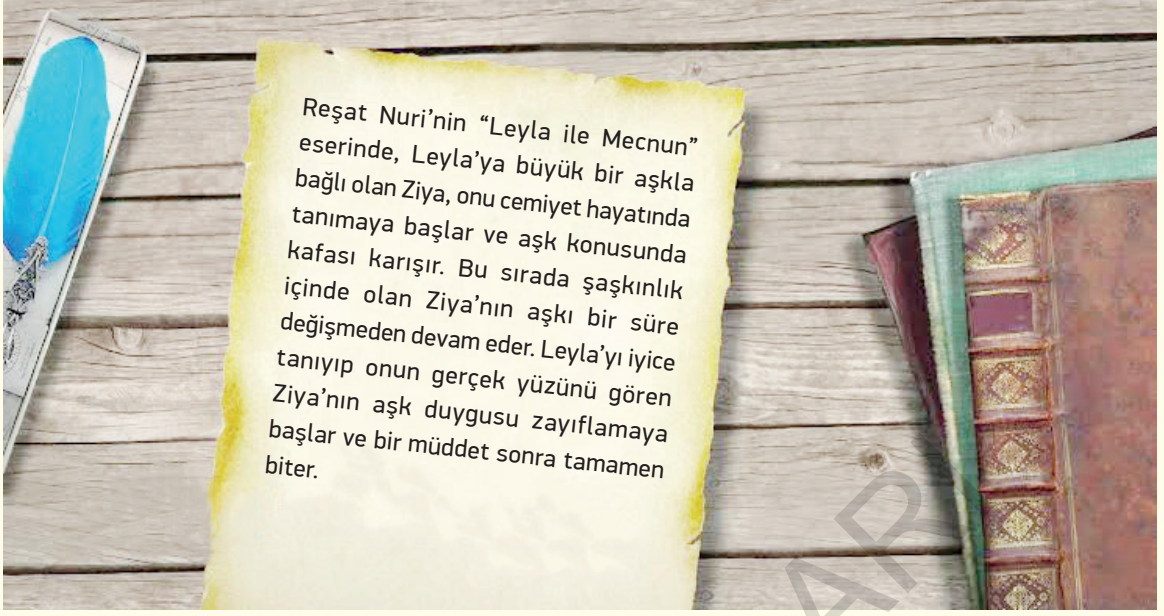 Reşat Nuri’nin “Leyla ile Mecnun”
eserinde, Leyla’ya büyük bir aşkla
bağlı olan Ziya, onu cemiyet hayatında
tanımaya başlar ve aşk konusunda
kafası karışır. Bu sırada şaşkınlık
içinde olan Ziya’nın aşkı bir süre
değişmeden devam eder. Leyla’yı iyice
tanıyıp onun gerçek yüzünü gören
Ziya’nın aşk duygusu zayıflamaya
başlar ve bir müddet sonra tamamen
biter.
AR